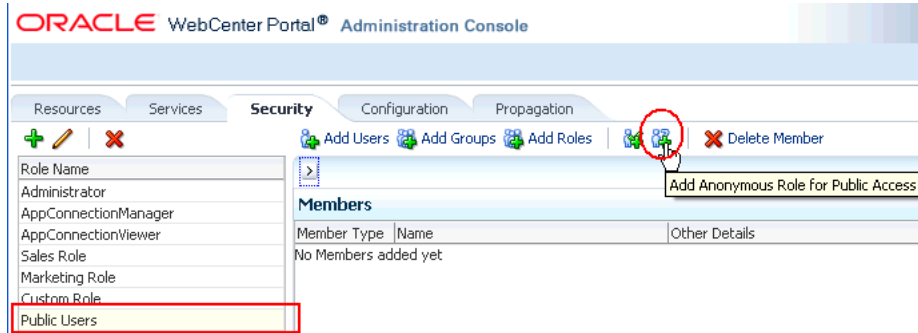 ORACLE WebCenter Portal® Administration Console
Resources Services Security Configuration Propagation
Add Users Add Groups Add Roles Delete Member
Add Anonymous Role for Public Access
Role Name
Administrator
AppConnectionManager
AppConnectionViewer
Sales Role
Marketing Role
Custom Role
Public Users
>
Members
Member Type Name Other Details
No Members added yet